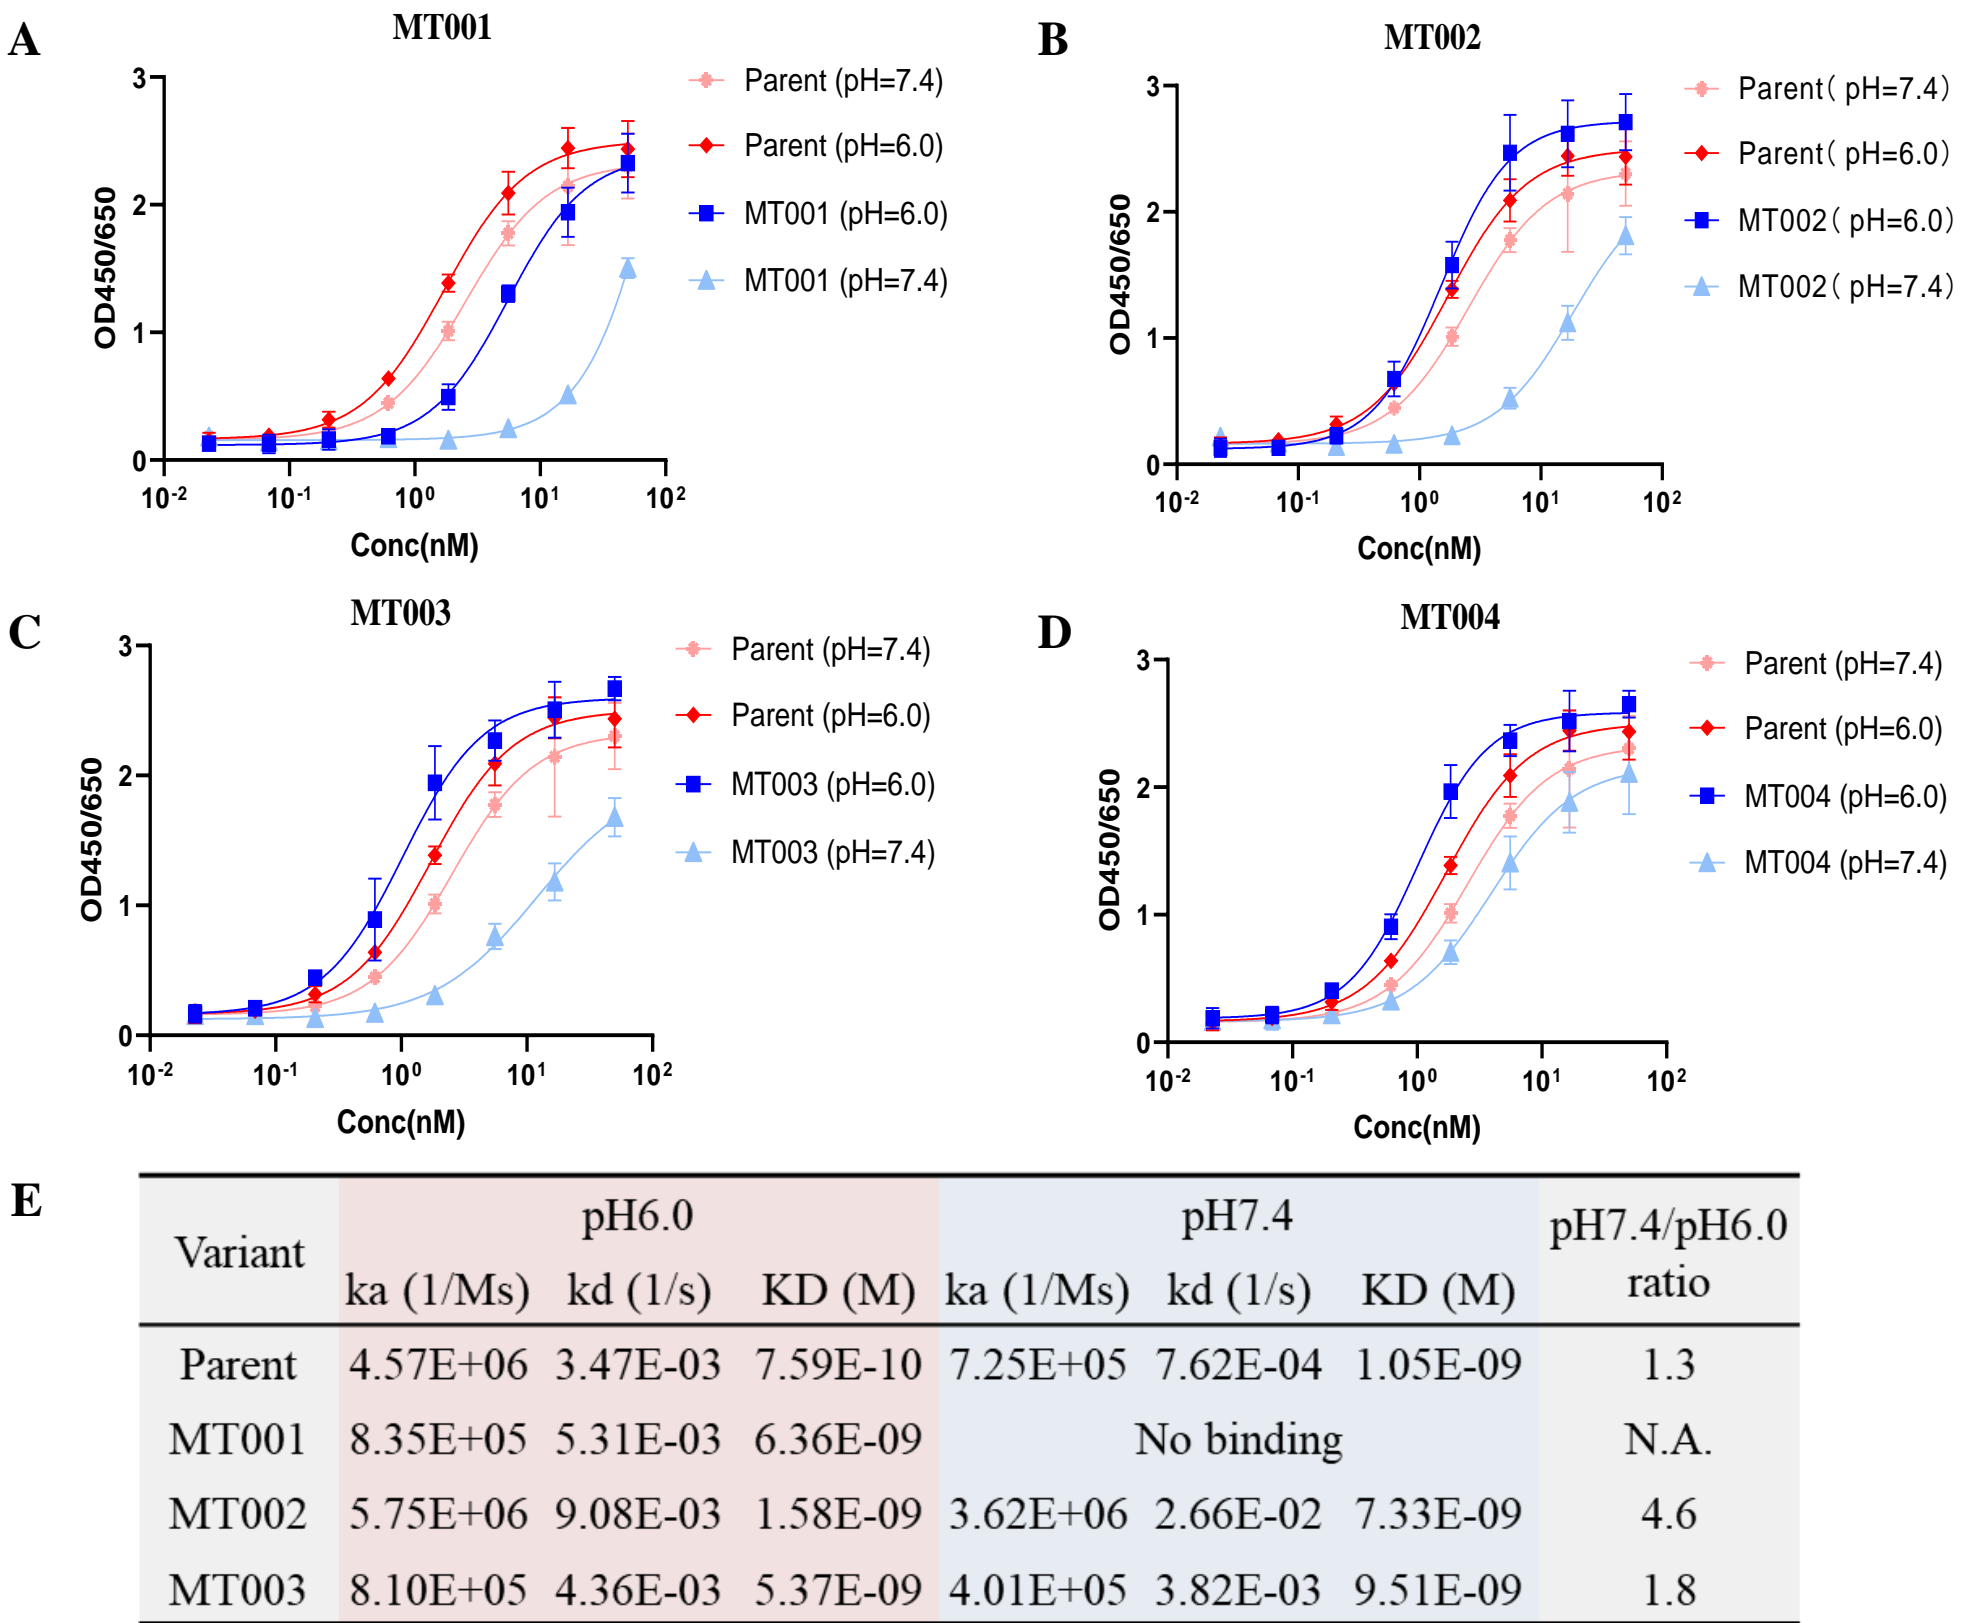 A
MT001
3
2
1
0
10-2
10-1
100
101
102
OD450/650
Conc(nM)
Parent (pH=7.4)
Parent (pH=6.0)
MT001 (pH=6.0)
MT001 (pH=7.4)
B
MT002
3
2
1
0
10-2
10-1
100
101
102
OD450/650
Conc(nM)
Parent( pH=7.4)
Parent( pH=6.0)
MT002( pH=6.0)
MT002( pH=7.4)
C
MT003
3
2
1
0
10-2
10-1
100
101
102
OD450/650
Conc(nM)
Parent (pH=7.4)
Parent (pH=6.0)
MT003 (pH=6.0)
MT003 (pH=7.4)
D
MT004
3
2
1
0
10-2
10-1
100
101
102
OD450/650
Conc(nM)
Parent (pH=7.4)
Parent (pH=6.0)
MT004 (pH=6.0)
MT004 (pH=7.4)
E
Variant pH6.0 pH7.4 pH7.4/pH6.0 ratio
ka (1/Ms) kd (1/s) KD (M) ka (1/Ms) kd (1/s) KD (M)
Parent 4.57E+06 3.47E-03 7.59E-10 7.25E+05 7.62E-04 1.05E-09 1.3
MT001 8.35E+05 5.31E-03 6.36E-09 No binding N.A.
MT002 5.75E+06 9.08E-03 1.58E-09 3.62E+06 2.66E-02 7.33E-09 4.6
MT003 8.10E+05 4.36E-03 5.37E-09 4.01E+05 3.82E-03 9.51E-09 1.8